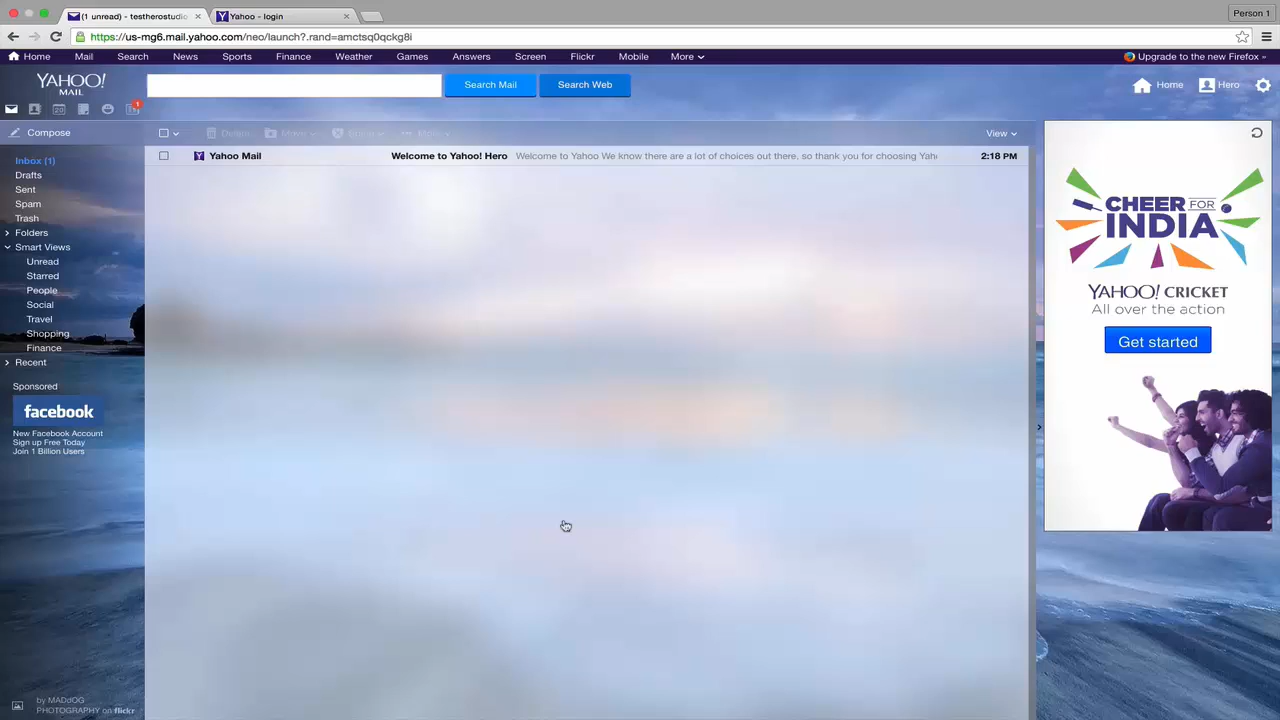 (1 unread) - testherostudio
Yahoo - login
Person 1
https://us-mg6.mail.yahoo.com/neo/launch?.rand=amctsq0qckg8i
Home Mail Search News Sports Finance Weather Games Answers Screen Flickr Mobile More
Upgrade to the new Firefox »
YAHOO!
MAIL
Search Mail
Search Web
Home
Hero
20
1
Compose
Delete Move Spam More
View
Yahoo Mail Welcome to Yahoo! Hero Welcome to Yahoo We know there are a lot of choices out there, so thank you for choosing Yah 2:18 PM
Inbox (1)
Drafts
Sent
Spam
Trash
Folders
Smart Views
Unread
Starred
People
Social
Travel
Shopping
Finance
Recent
Sponsored
facebook
New Facebook Account
Sign up Free Today
Join 1 Billion Users
CHEER FOR
INDIA
YAHOO! CRICKET
All over the action
Get started
by MADdOG
PHOTOGRAPHY on flickr